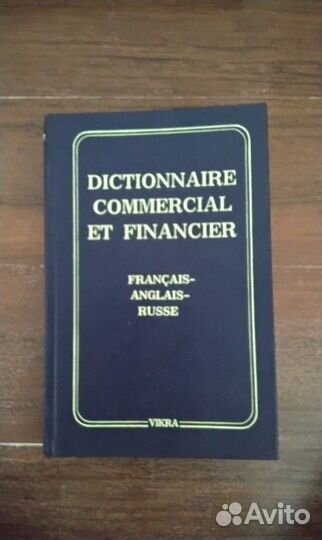 DICTIONNAIRE
COMMERCIAL
ET FINANCIER
FRANÇAIS-
ANGLAIS-
RUSSE
VIKRA
Avito